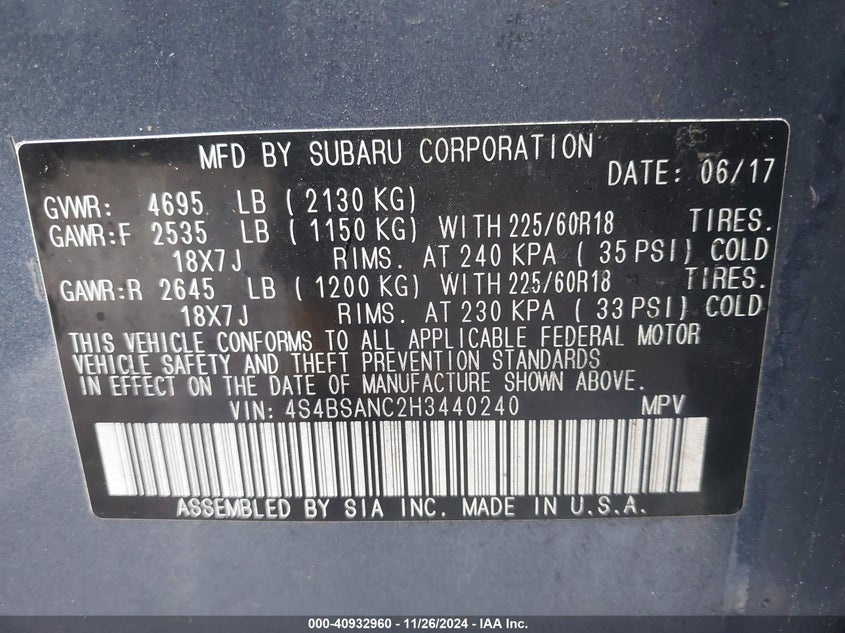 MFD BY SUBARU CORPORATION
DATE: 06/17
GVWR: 4695 LB ( 2130 KG)
GAWR:F 2535 LB ( 1150 KG) WITH 225/60R18 TIRES.
18X7J RIMS. AT 240 KPA ( 35 PSI) COLD
GAWR:R 2645 LB ( 1200 KG) WITH 225/60R18 TIRES.
18X7J RIMS. AT 230 KPA ( 33 PSI) COLD
THIS VEHICLE CONFORMS TO ALL APPLICABLE FEDERAL MOTOR
VEHICLE SAFETY AND THEFT PREVENTION STANDARDS
IN EFFECT ON THE DATE OF MANUFACTURE SHOWN ABOVE.
VIN: 4S4BSANC2H3440240 MPV
ASSEMBLED BY SIA INC. MADE IN U.S.A.
000-40932960 - 11/26/2024 - IAA Inc.